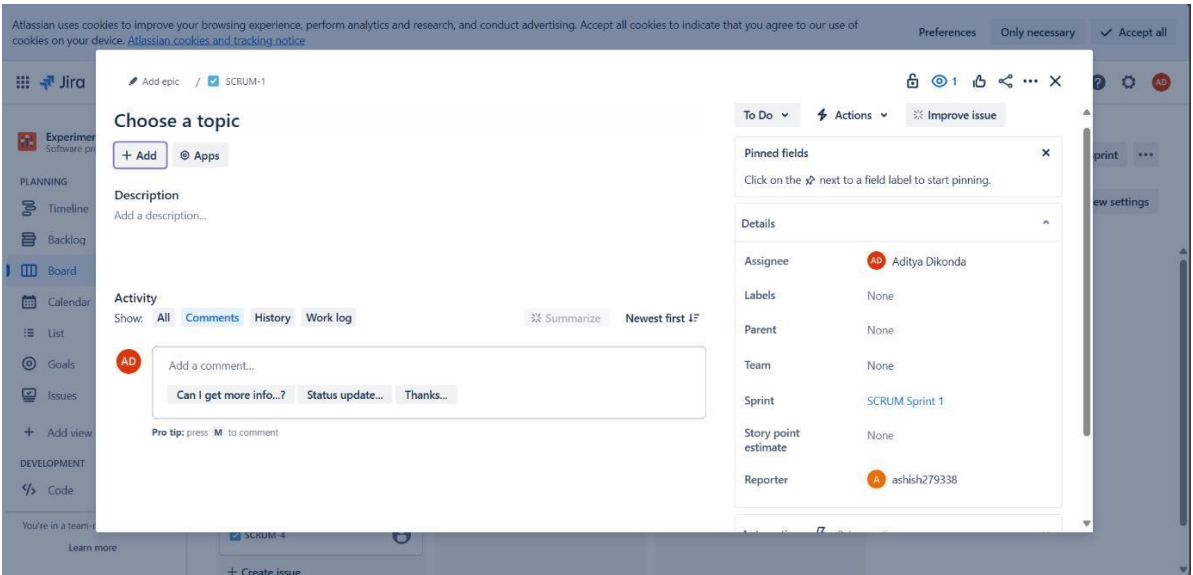 Atlassian uses cookies to improve your browsing experience, perform analytics and research, and conduct advertising. Accept all cookies to indicate that you agree to our use of
cookies on your device. Atlassian cookies and tracking notice
Preferences
Only necessary
Accept all
Jira
Add epic / SCRUM-1
1
AD
Choose a topic
+ Add
Apps
To Do
Actions
Improve issue
Experimen
Software pr
print
Pinned fields
Click on the next to a field label to start pinning.
PLANNING
Timeline
Backlog
Board
Calendar
List
Goals
Issues
+ Add view
DEVELOPMENT
Code
You're in a team-
Learn more
Description
Add a description...
ew settings
Activity
Show: All Comments History Work log
Summarize
Newest first
AD
Add a comment...
Can I get more info...? Status update... Thanks...
Pro tip: press M to comment
Details
Assignee AD Aditya Dikonda
Labels None
Parent None
Team None
Sprint SCRUM Sprint 1
Story point None
estimate
Reporter A ashish279338
SCRUM-4
+ Create issue